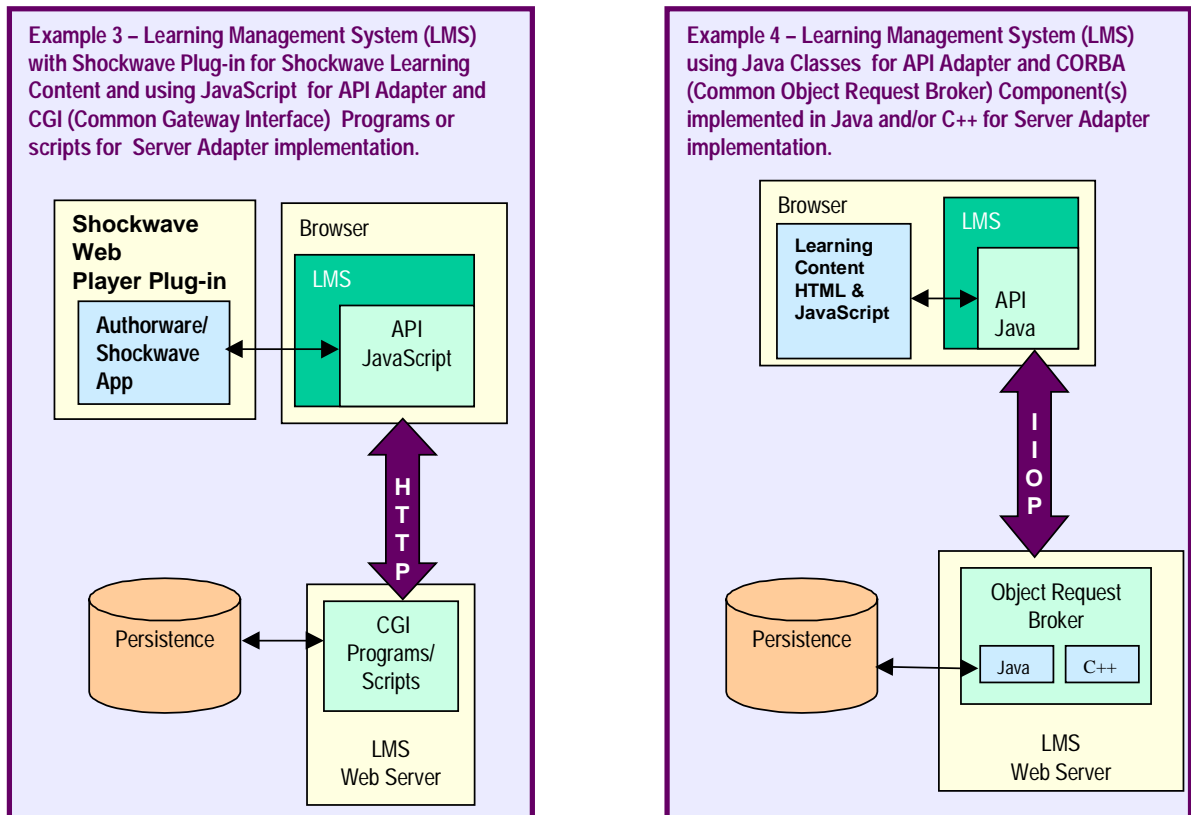 Example 3 – Learning Management System (LMS)
with Shockwave Plug-in for Shockwave Learning
Content and using JavaScript for API Adapter and
CGI (Common Gateway Interface) Programs or
scripts for Server Adapter implementation.
Shockwave
Web
Player Plug-in
Authorware/
Shockwave
App
Browser
LMS
API
JavaScript
H
T
T
P
Persistence
CGI
Programs/
Scripts
LMS
Web Server
Example 4 – Learning Management System (LMS)
using Java Classes for API Adapter and CORBA
(Common Object Request Broker) Component(s)
implemented in Java and/or C++ for Server Adapter
implementation.
Browser
Learning
Content
HTML &
JavaScript
LMS
API
Java
I
I
O
P
Persistence
Object Request
Broker
Java
C++
LMS
Web Server